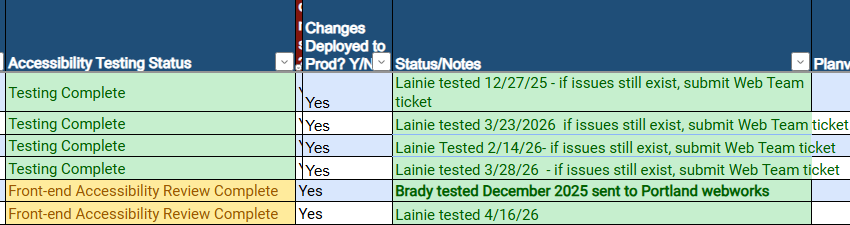 Accessibility Testing Status
Changes
Deployed to
Prod? Y/N
Status/Notes
Testing Complete
Yes
Lainie tested 12/27/25 - if issues still exist, submit Web Team
ticket
Testing Complete
Yes
Lainie tested 3/23/2026  if issues still exist, submit Web Team ticket
Testing Complete
Yes
Lainie Tested 2/14/26- if issues still exist, submit Web Team ticket
Testing Complete
Yes
Lainie tested 3/28/26  - if issues still exist, submit Web Team ticket
Front-end Accessibility Review Complete
Yes
Brady tested December 2025 sent to Portland webworks
Front-end Accessibility Review Complete
Yes
Lainie tested 4/16/26